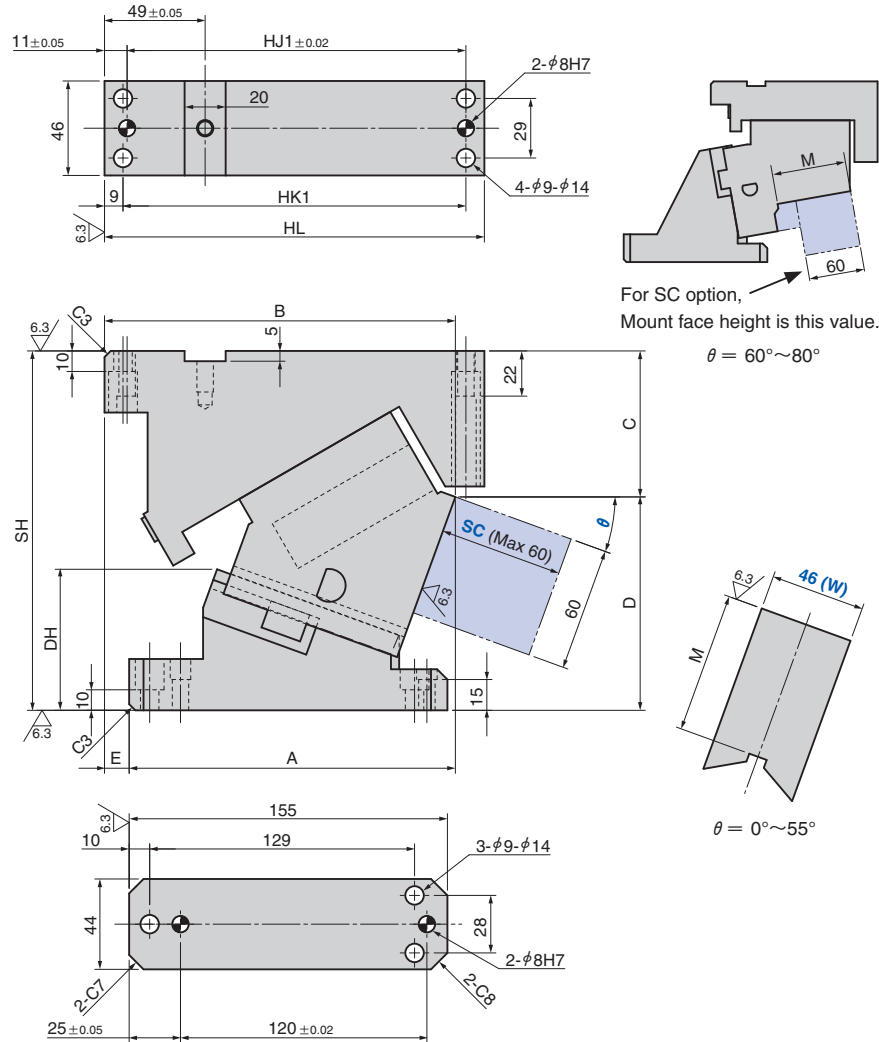 49±0.05
11±0.05
HJ1±0.02
2-φ8H7
20
46
29
4-φ9-φ14
9
HK1
6.3
HL
M
60
For SC option,
Mount face height is this value.
θ = 60°~80°
6.3
C3
B
5
10
22
C
SH
θ
SC (Max 60)
6.3
60
D
DH
10
15
6.3
C3
E
A
6.3
46 (W)
M
θ = 0°~55°
6.3
155
10
129
3-φ9-φ14
44
28
2-φ8H7
2-C7
2-C8
25±0.05
120±0.02